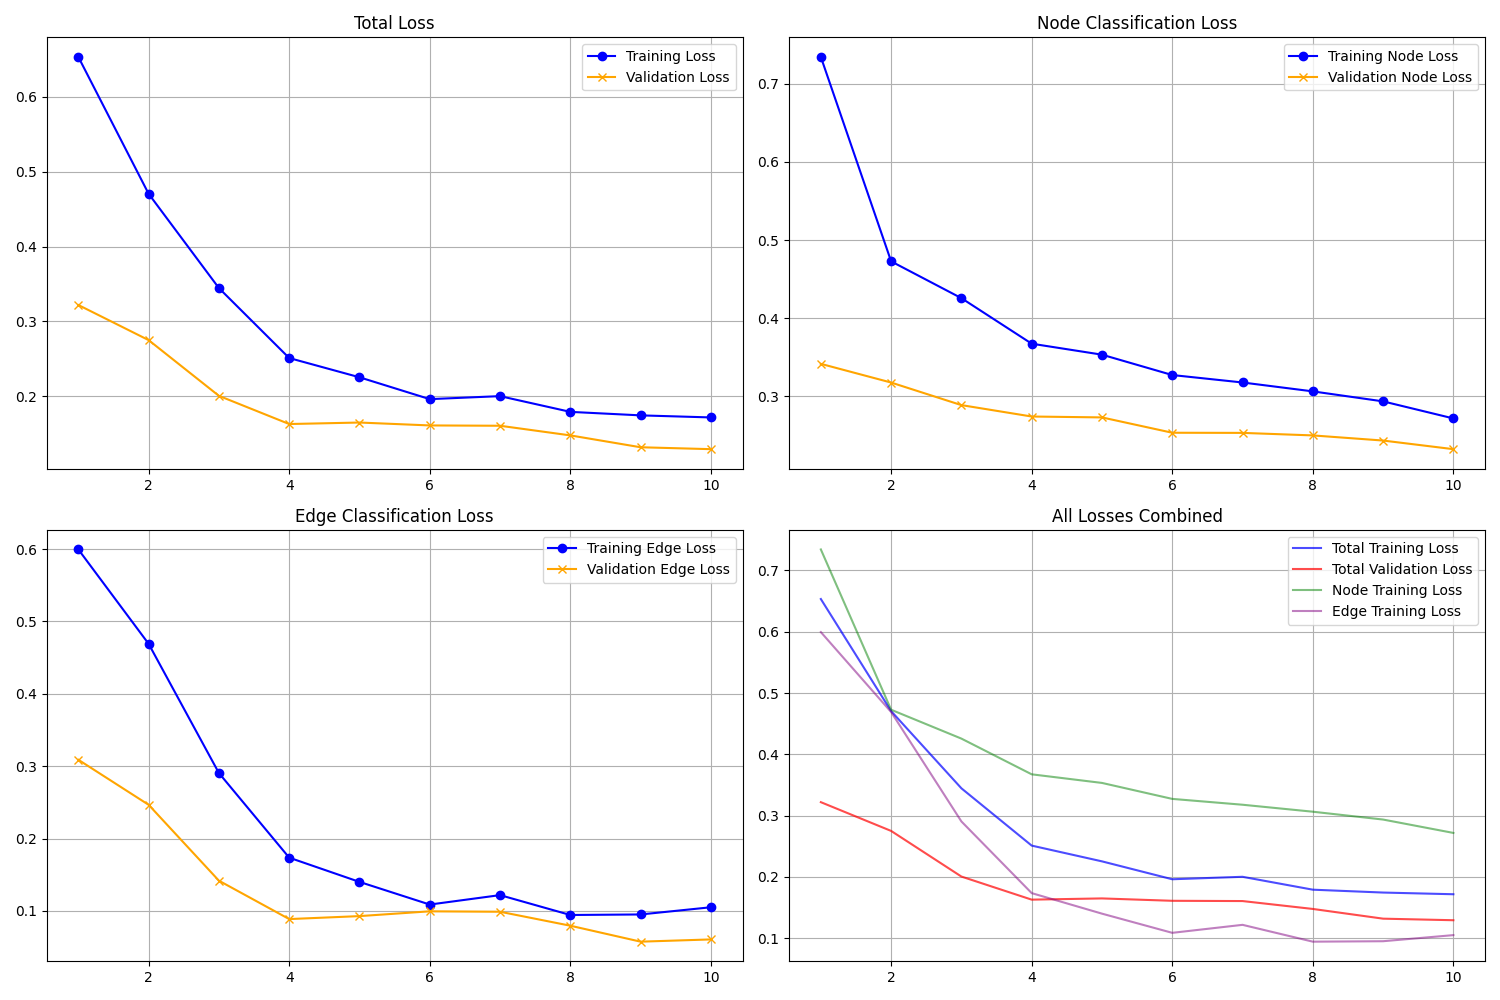 Total Loss
Training Loss
Validation Loss
0.6
0.5
0.4
0.3
0.2
2 4 6 8 10
Node Classification Loss
Training Node Loss
Validation Node Loss
0.7
0.6
0.5
0.4
0.3
2 4 6 8 10
Edge Classification Loss
Training Edge Loss
Validation Edge Loss
0.6
0.5
0.4
0.3
0.2
0.1
2 4 6 8 10
All Losses Combined
Total Training Loss
Total Validation Loss
Node Training Loss
Edge Training Loss
0.7
0.6
0.5
0.4
0.3
0.2
0.1
2 4 6 8 10